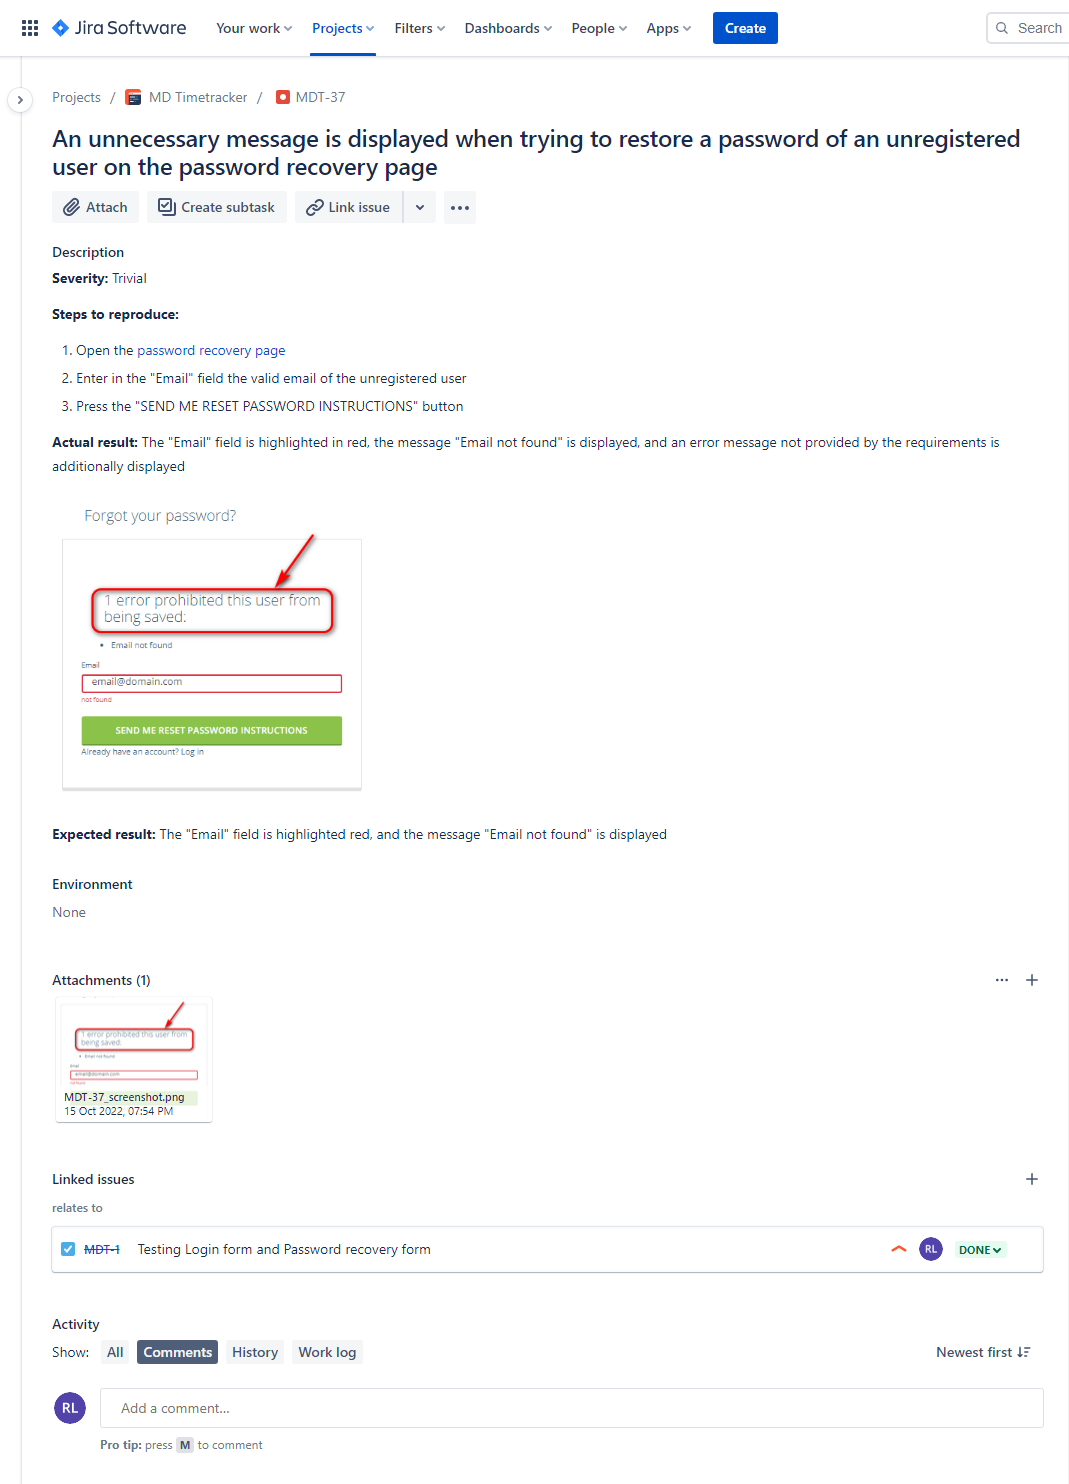 Jira Software Your work Projects Filters Dashboards People Apps Create Search
Projects / MD Timetracker / MDT-37
An unnecessary message is displayed when trying to restore a password of an unregistered
user on the password recovery page
Attach Create subtask Link issue
Description
Severity: Trivial
Steps to reproduce:
1. Open the password recovery page
2. Enter in the "Email" field the valid email of the unregistered user
3. Press the "SEND ME RESET PASSWORD INSTRUCTIONS" button
Actual result: The "Email" field is highlighted in red, the message "Email not found" is displayed, and an error message not provided by the requirements is
additionally displayed
Forgot your password?
1 error prohibited this user from
being saved:
• Email not found
Email
email@domain.com
not found
SEND ME RESET PASSWORD INSTRUCTIONS
Already have an account? Log in
Expected result: The "Email" field is highlighted red, and the message "Email not found" is displayed
Environment
None
Attachments (1)
1 error prohibited this user from
being saved:
• Email not found
Email
email@domain.com
not found
MDT-37_screenshot.png
15 Oct 2022, 07:54 PM
Linked issues
relates to
MDT-1 Testing Login form and Password recovery form RL DONE
Activity
Show: All Comments History Work log Newest first
RL Add a comment...
Pro tip: press M to comment